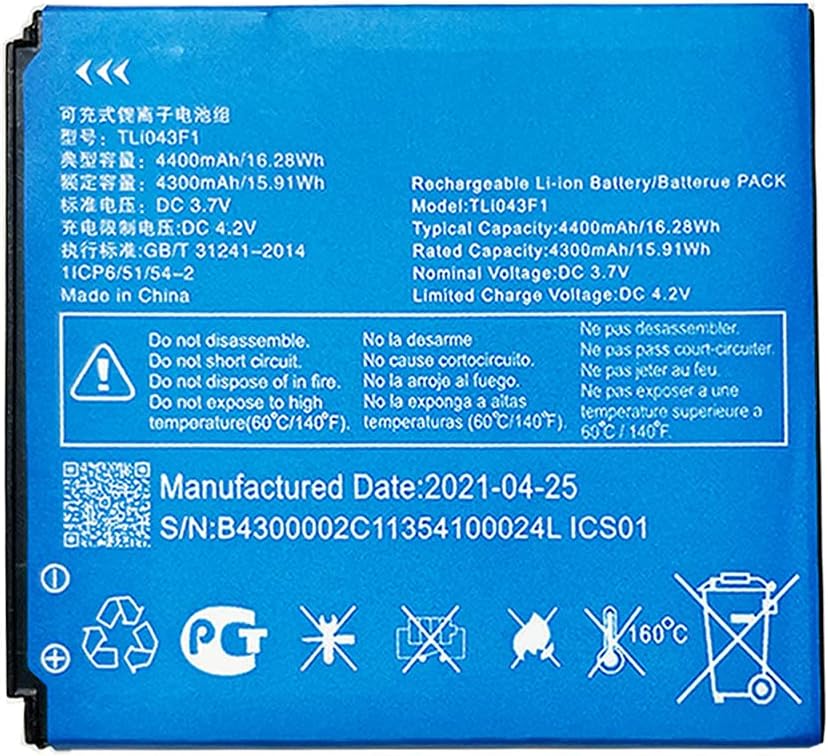 可充式锂离子电池组
型号：TLi043F1
典型容量：4400mAh/16.28Wh
额定容量：4300mAh/15.91Wh
标准电压：DC 3.7V
充电限制电压:DC 4.2V
执行标准:GB/T 31241-2014
1ICP6/51/54-2
Made in China
Rechargeable Li-ion Battery/Batterue PACK
Model:TLi043F1
Typical Capacity:4400mAh/16.28Wh
Rated Capacity:4300mAh/15.91Wh
Nominal Voltage:DC 3.7V
Limited Charge Voltage:DC 4.2V
Do not disassemble.
Do not short circuit.
Do not dispose of in fire.
Do not expose to high
temperature(60°C/140°F).
No la desarme
No cause cortocircuito.
No la arroje al fuego.
No la exponga a altas
temperaturas (60°C/140°F).
Ne pas desassembler.
Ne pas pass court-circuiter.
Ne pas jeter au feu.
Ne pas exposer a une
temperature superieure a
60°C / 140°F.
Manufactured Date:2021-04-25
S/N:B4300002C11354100024L ICS01
PCT
160°C